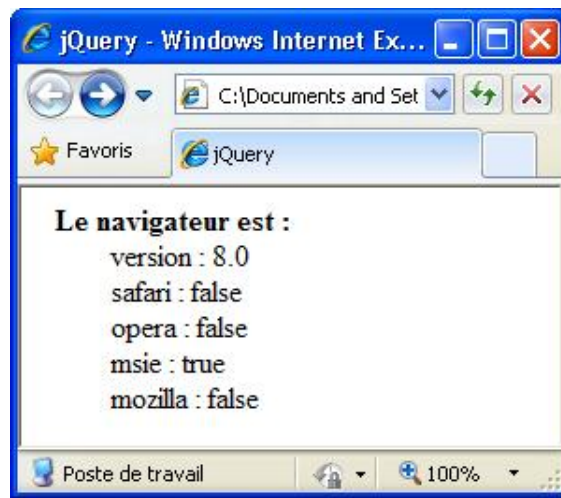 jQuery - Windows Internet Ex...
C:\Documents and Set
Favoris
jQuery
Le navigateur est :
version : 8.0
safari : false
opera : false
msie : true
mozilla : false
Poste de travail
100%